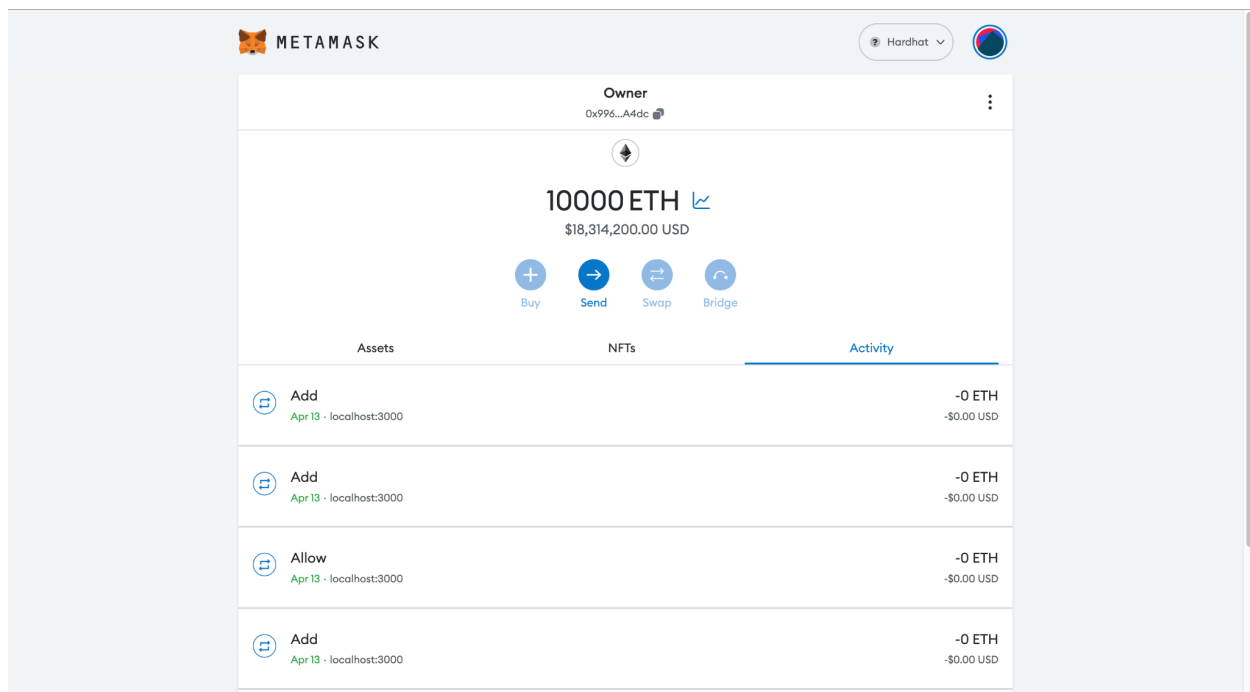 METAMASK
? Hardhat
Owner
0x996...A4dc
10000 ETH
$18,314,200.00 USD
Buy Send Swap Bridge
Assets NFTs Activity
Add -0 ETH
Apr 13 · localhost:3000 -$0.00 USD
Add -0 ETH
Apr 13 · localhost:3000 -$0.00 USD
Allow -0 ETH
Apr 13 · localhost:3000 -$0.00 USD
Add -0 ETH
Apr 13 · localhost:3000 -$0.00 USD